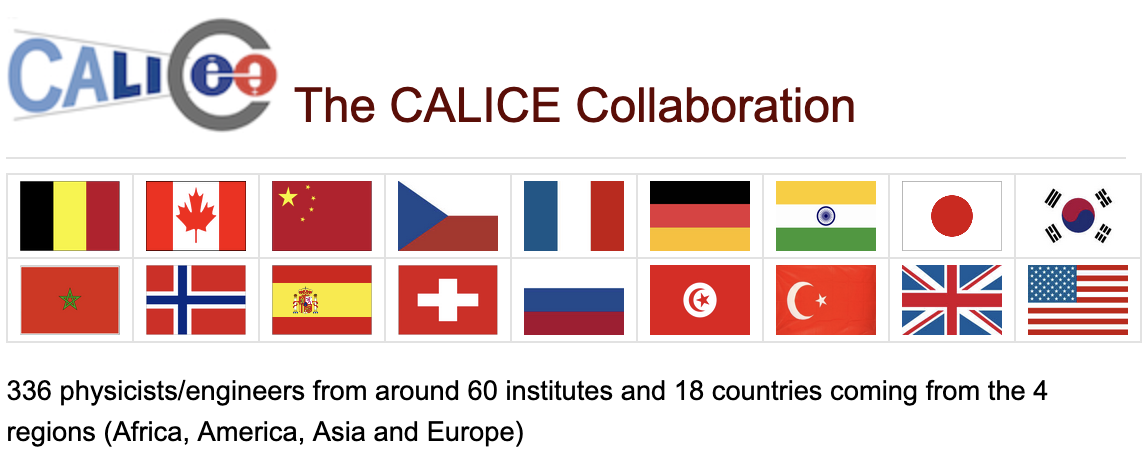 CALICE
The CALICE Collaboration
336 physicists/engineers from around 60 institutes and 18 countries coming from the 4
regions (Africa, America, Asia and Europe)